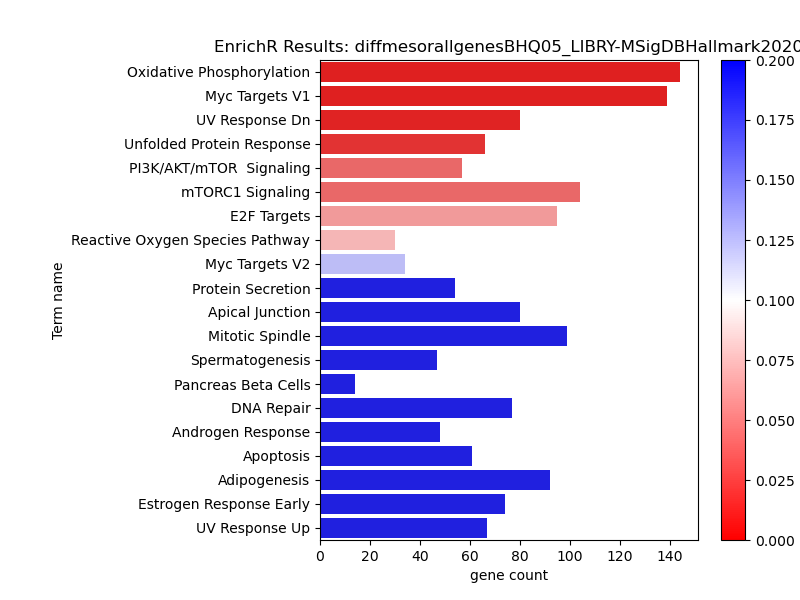 EnrichR Results: diffmesorallgenesBHQ05_LIBRY-MSigDBHallmark2020
Term name
Oxidative Phosphorylation
Myc Targets V1
UV Response Dn
Unfolded Protein Response
PI3K/AKT/mTOR  Signaling
mTORC1 Signaling
E2F Targets
Reactive Oxygen Species Pathway
Myc Targets V2
Protein Secretion
Apical Junction
Mitotic Spindle
Spermatogenesis
Pancreas Beta Cells
DNA Repair
Androgen Response
Apoptosis
Adipogenesis
Estrogen Response Early
UV Response Up
0 20 40 60 80 100 120 140
gene count
0.200
0.175
0.150
0.125
0.100
0.075
0.050
0.025
0.000